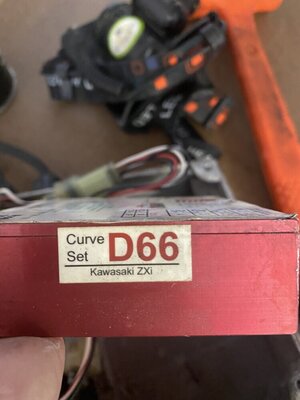 Curve
Set D66
Kawasaki ZXi